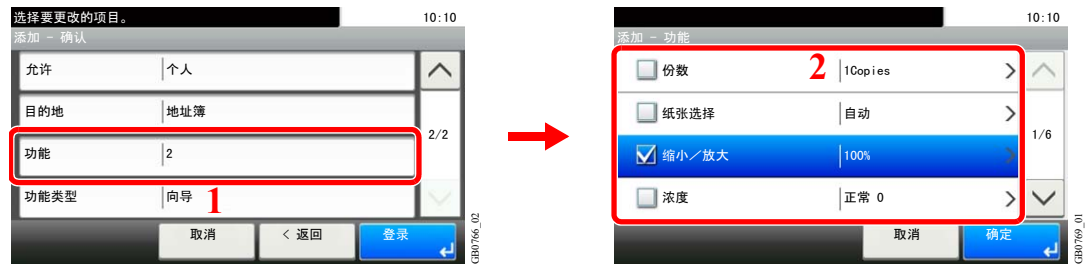 选择要更改的项目。 10:10
添加 - 确认
允许 个人
目的地 地址簿
2/2
功能 2
功能类型 向导
1
取消 < 返回 登录
GB0766_02
10:10
添加 - 功能
份数 2 1Copies
纸张选择 自动
1/6
缩小／放大 100%
浓度 正常 0
取消 确定
GB0769_01